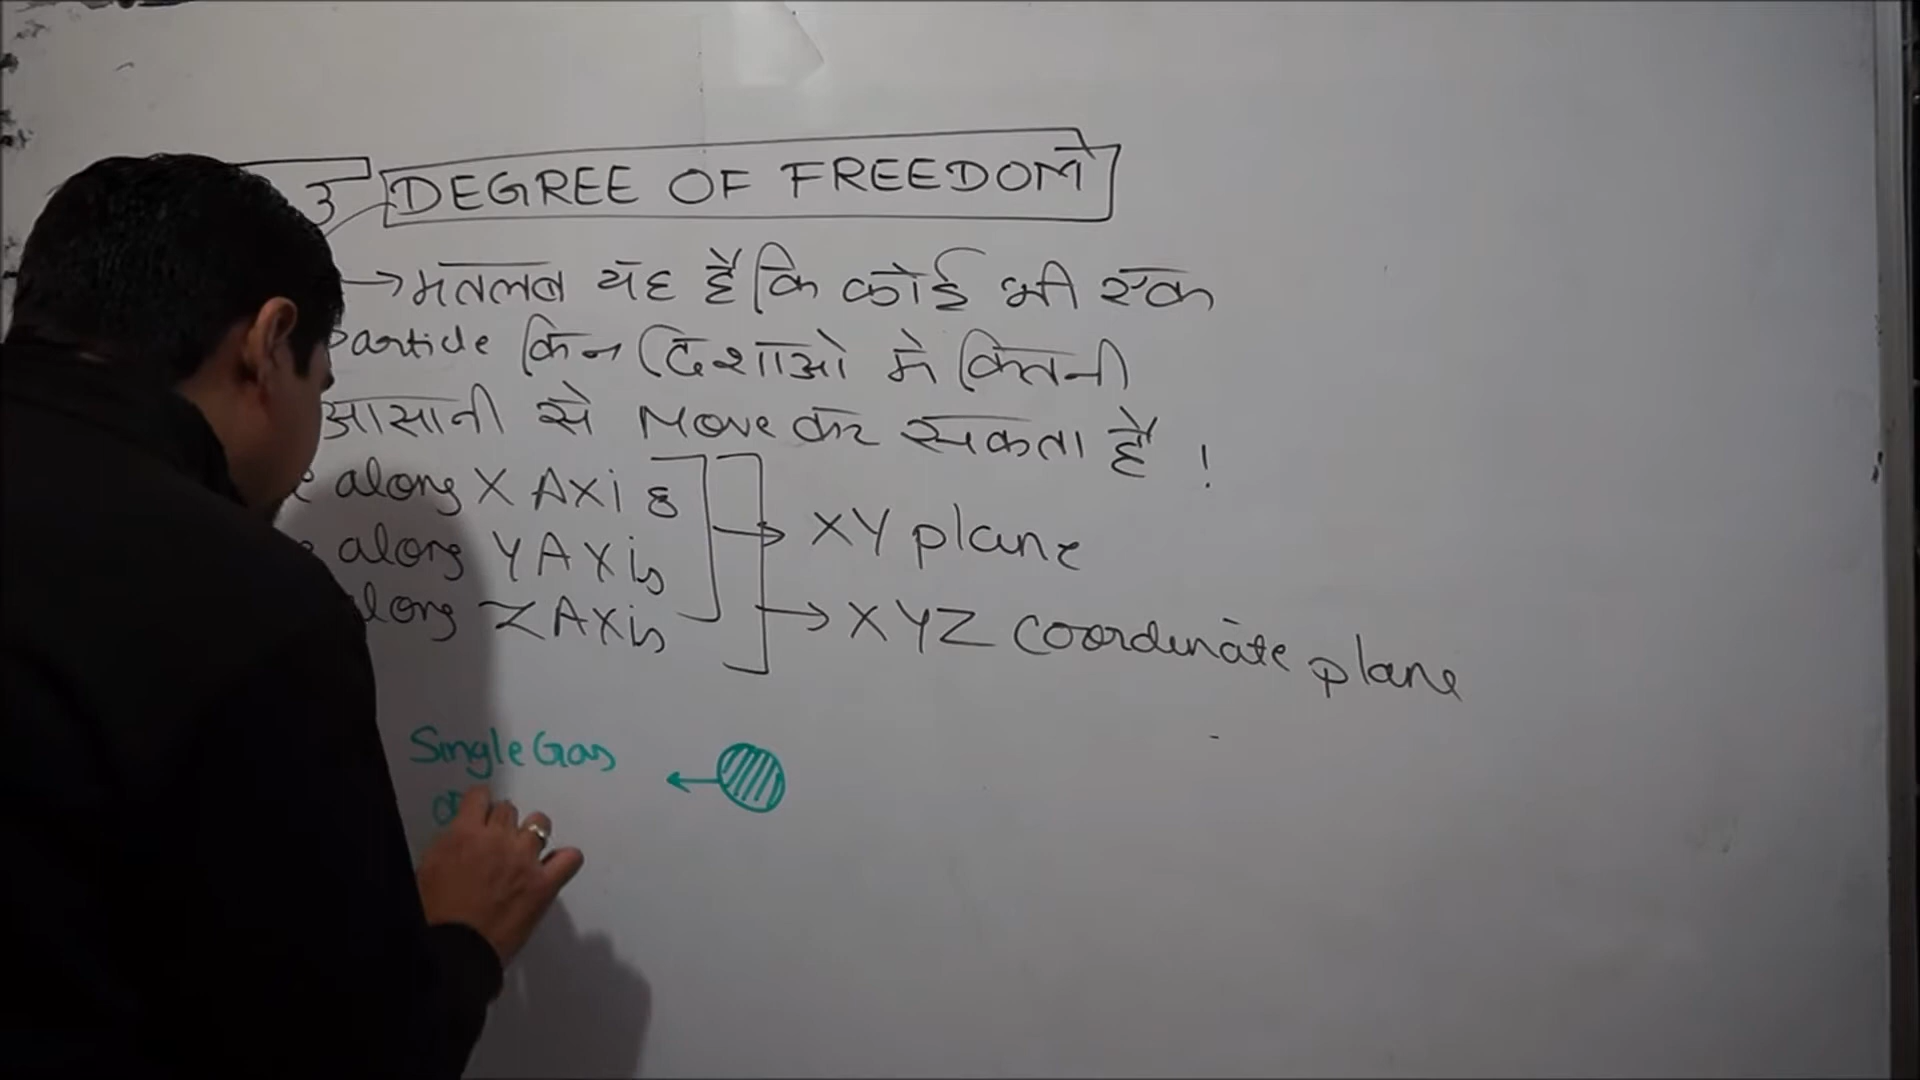 3 DEGREE OF FREEDOM
→ मतलब यह है कि कोई भी एक
Particle किन दिशाओ मे कितनी
आसानी से Move कर सकता है !
along X AXis
along Y AXis → XY plane
along Z AXis → XYZ coordinate plane
Single Gas